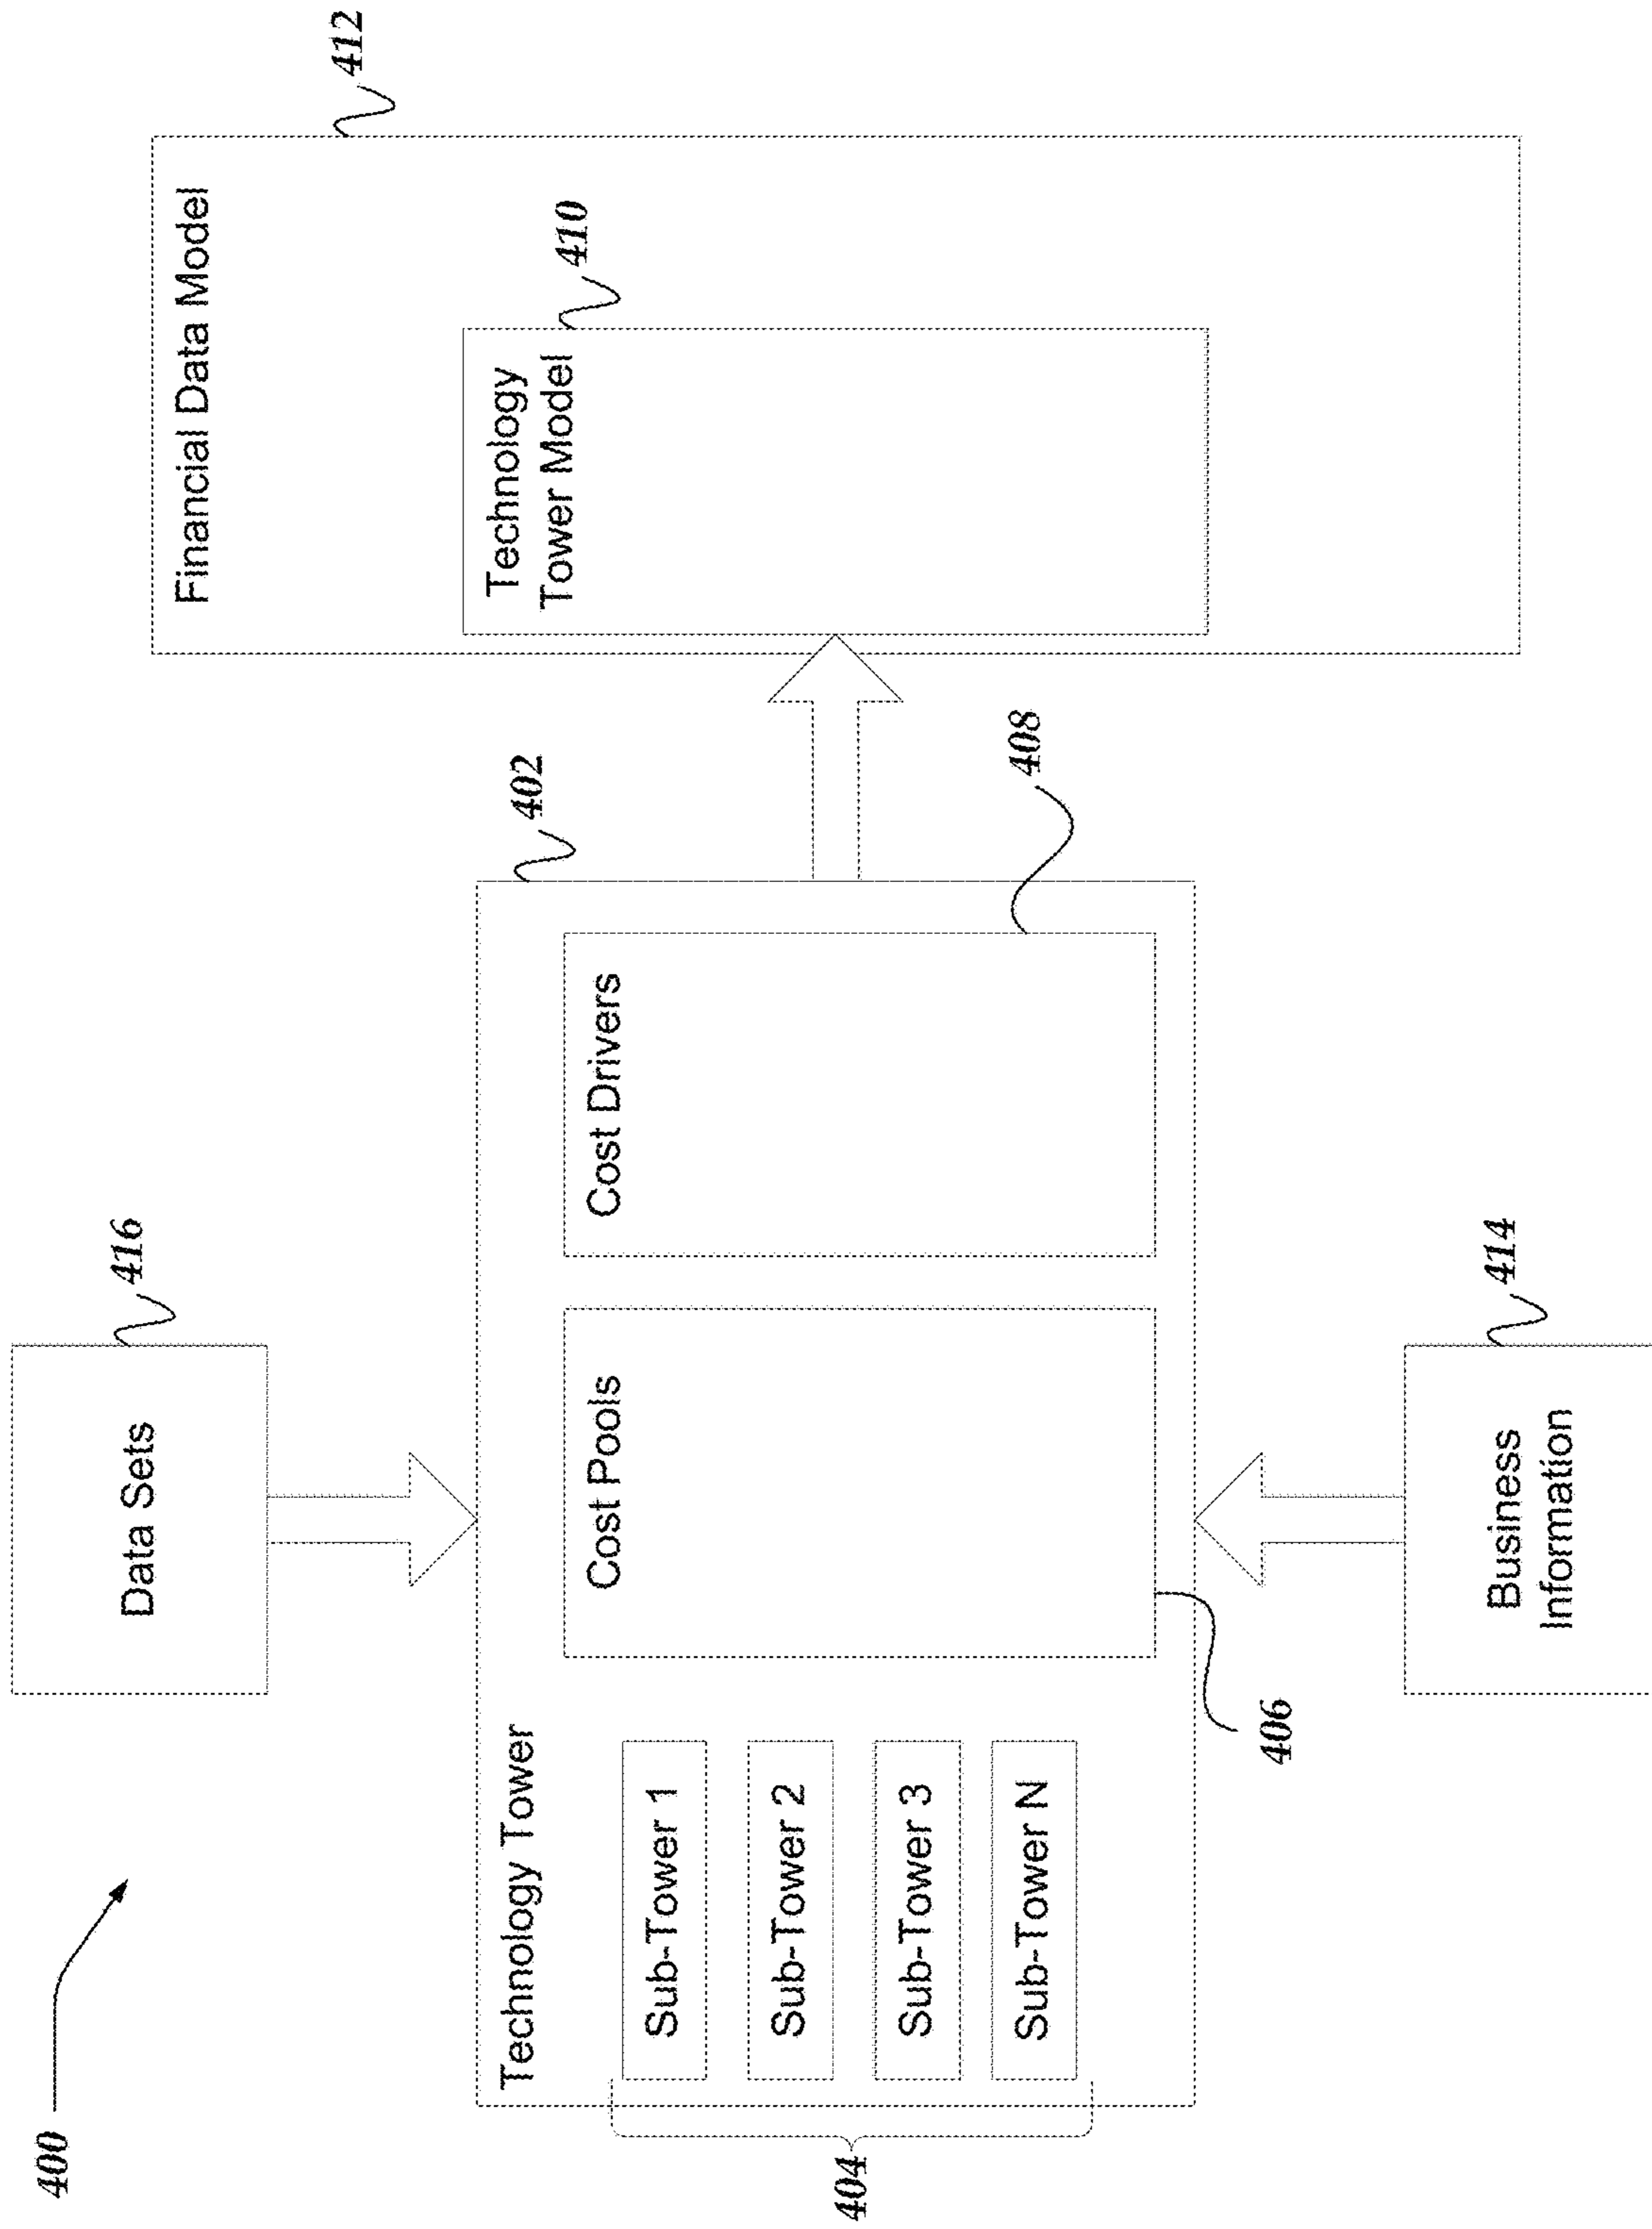 400
Data Sets
416
Technology Tower
402
Sub-Tower 1
Sub-Tower 2
Sub-Tower 3
Sub-Tower N
404
Cost Pools
406
Cost Drivers
408
Business
Information
414
Financial Data Model
412
Technology
Tower Model
410